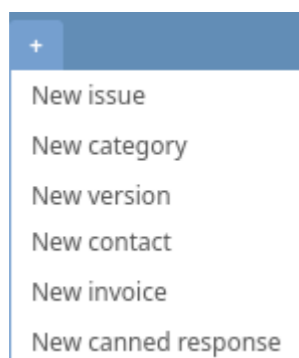 +
New issue
New category
New version
New contact
New invoice
New canned response